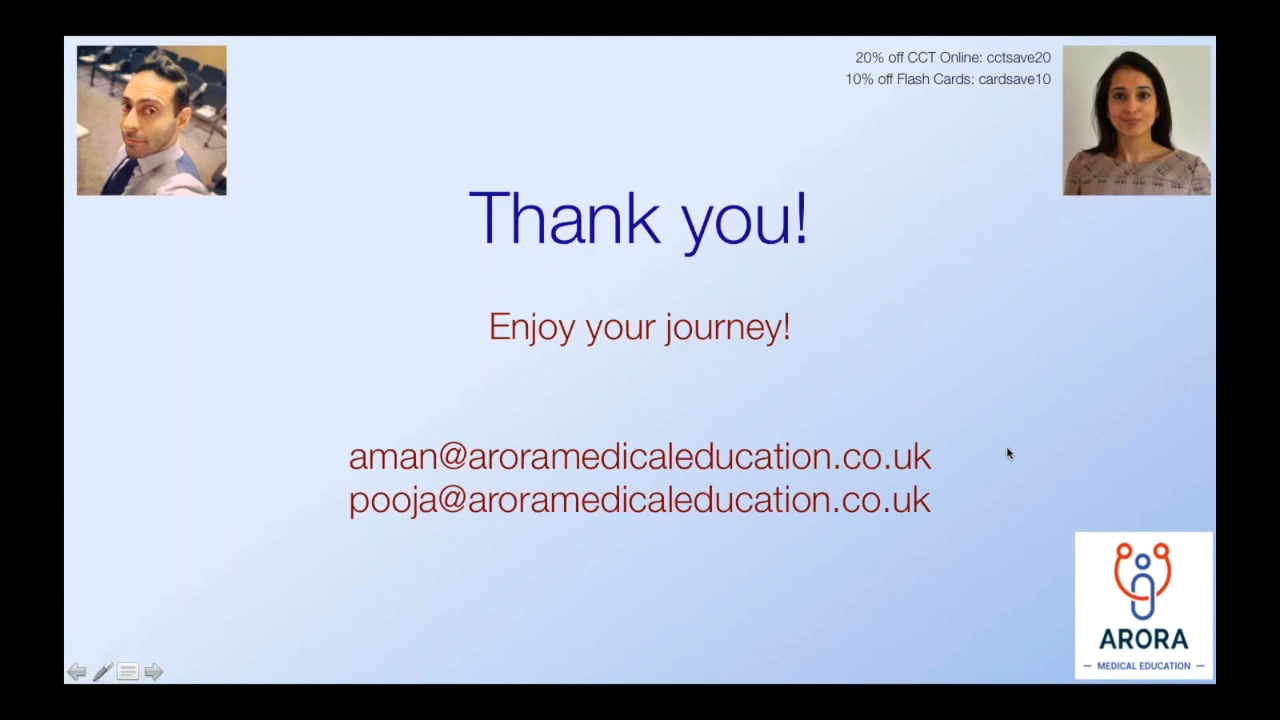 20% off CCT Online: cctsave20
10% off Flash Cards: cardsave10
Thank you!
Enjoy your journey!
aman@aroramedicaleducation.co.uk
pooja@aroramedicaleducation.co.uk
ARORA
MEDICAL EDUCATION